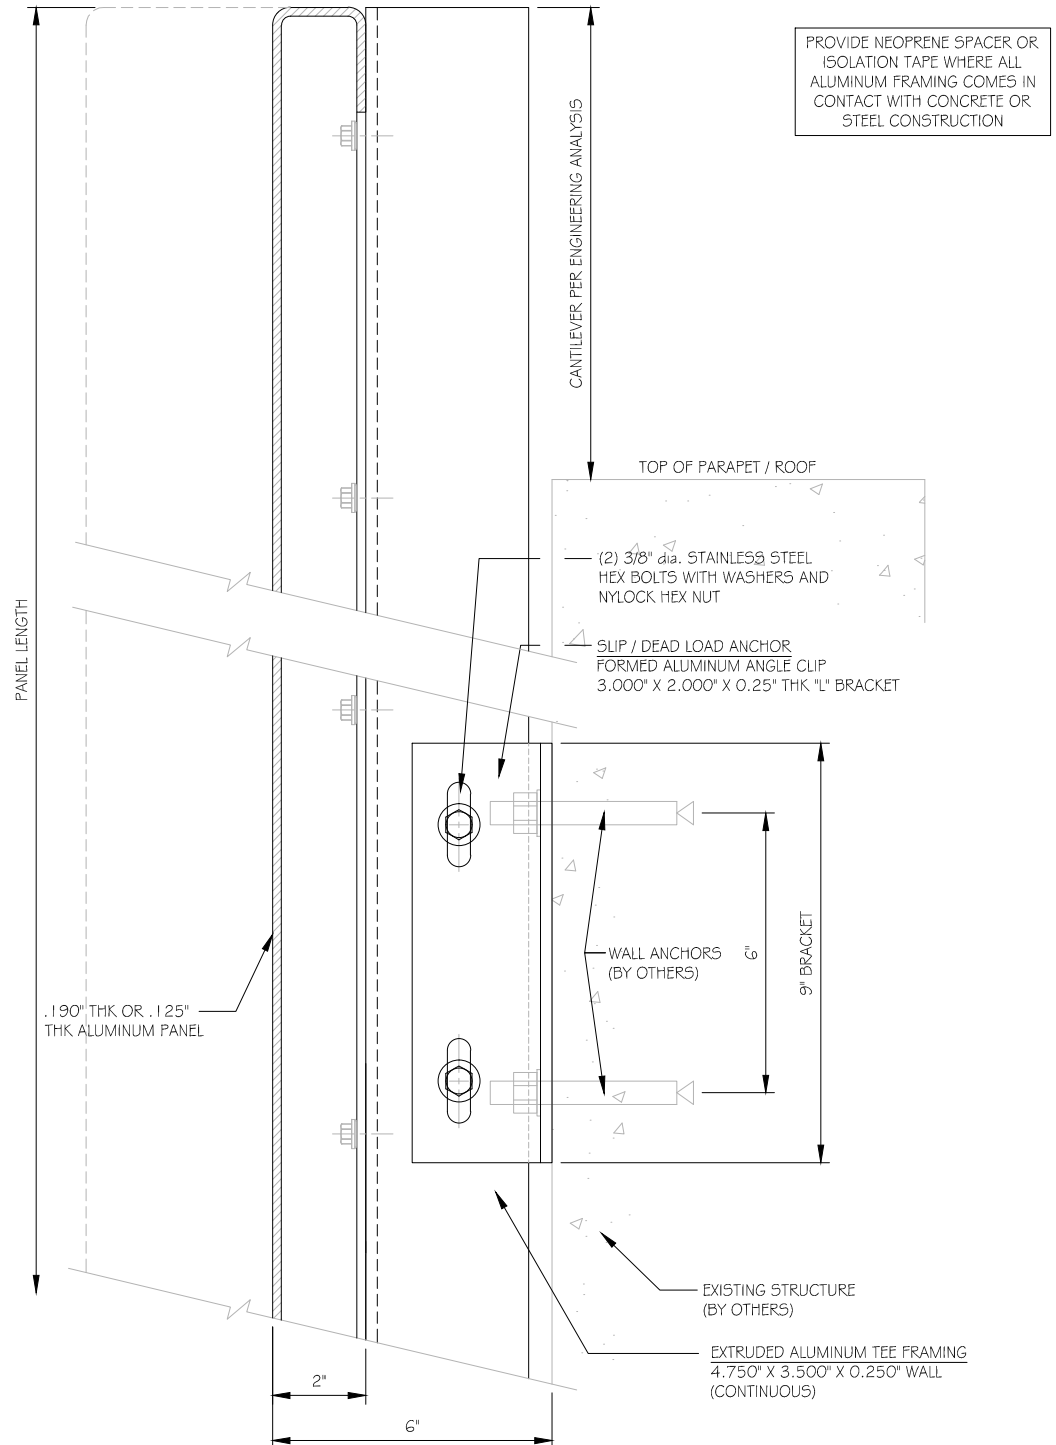 PROVIDE NEOPRENE SPACER OR
ISOLATION TAPE WHERE ALL
ALUMINUM FRAMING COMES IN
CONTACT WITH CONCRETE OR
STEEL CONSTRUCTION
CANTILEVER PER ENGINEERING ANALYSIS
TOP OF PARAPET / ROOF
(2) 3/8" dia. STAINLESS STEEL
HEX BOLTS WITH WASHERS AND
NYLOCK HEX NUT
PANEL LENGTH
SLIP / DEAD LOAD ANCHOR
FORMED ALUMINUM ANGLE CLIP
3.000" X 2.000" X 0.25" THK "L" BRACKET
WALL ANCHORS
(BY OTHERS)
6"
9" BRACKET
.190" THK OR .125"
THK ALUMINUM PANEL
EXISTING STRUCTURE
(BY OTHERS)
EXTRUDED ALUMINUM TEE FRAMING
4.750" X 3.500" X 0.250" WALL
(CONTINUOUS)
2"
6"